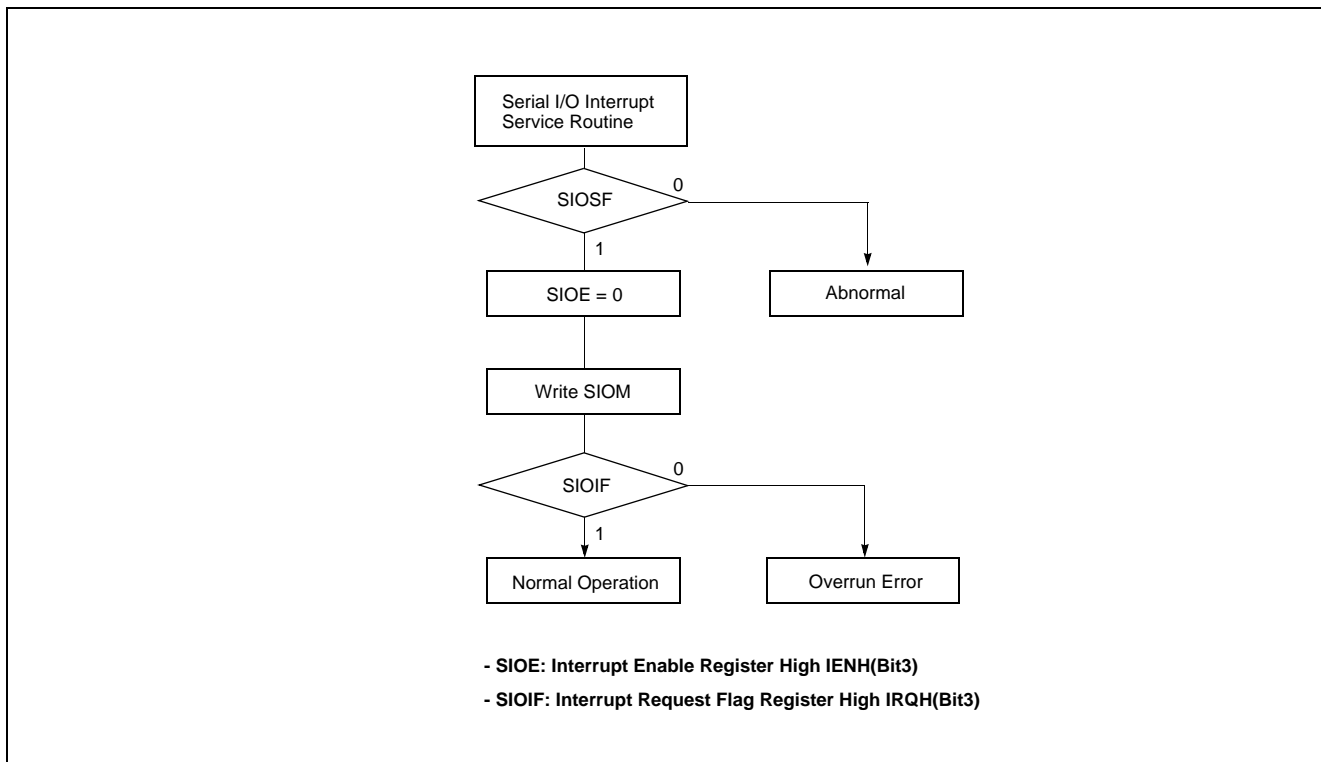 Serial I/O Interrupt
Service Routine
SIOSF
0
1
SIOE = 0
Abnormal
Write SIOM
SIOIF
0
1
Normal Operation
Overrun Error
- SIOE: Interrupt Enable Register High IENH(Bit3)
- SIOIF: Interrupt Request Flag Register High IRQH(Bit3)